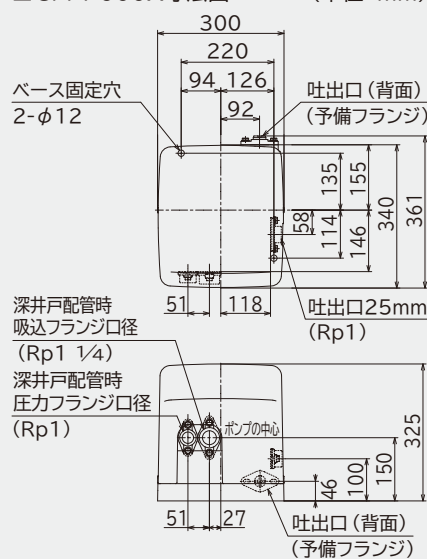 300
220
94 126
92
ベース固定穴
2-φ12
吐出口(背面)
(予備フランジ)
135
155
340
361
58
114
146
51
118
吐出口25mm
(Rp1)
深井戸配管時
吸込フランジ口径
(Rp1 1/4)
深井戸配管時
圧力フランジ口径
(Rp1)
ポンプの中心
325
150
100
46
51
27
吐出口(背面)
(予備フランジ)